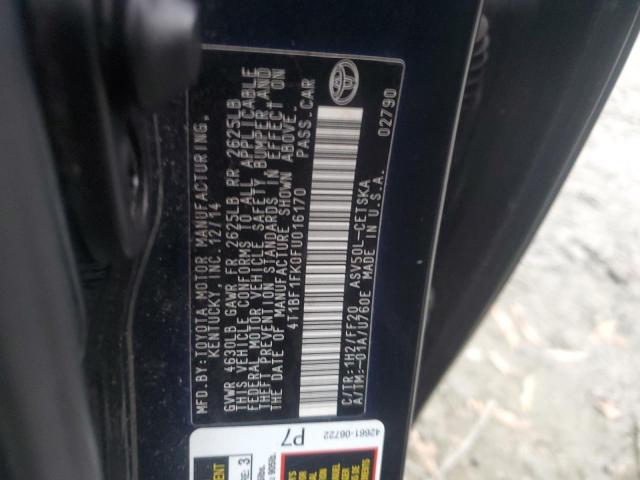 MFD.BY:TOYOTA MOTOR MANUFACTURING,
KENTUCKY, INC. 12/14
GVWR 4630LB GAWR FR 2625LB RR 2625LB
THIS VEHICLE CONFORMS TO ALL APPLICABLE
FEDERAL MOTOR VEHICLE SAFETY, BUMPER, AND
THEFT PREVENTION STANDARDS IN EFFECT ON
THE DATE OF MANUFACTURE SHOWN ABOVE.
4T1BF1FK0FU016170 PASS.CAR
C/TR:1H2/FF20 ASV50L-CETSKA
A/TM:-01A/U760E MADE IN U.S.A.
02790
P7
42661-06722